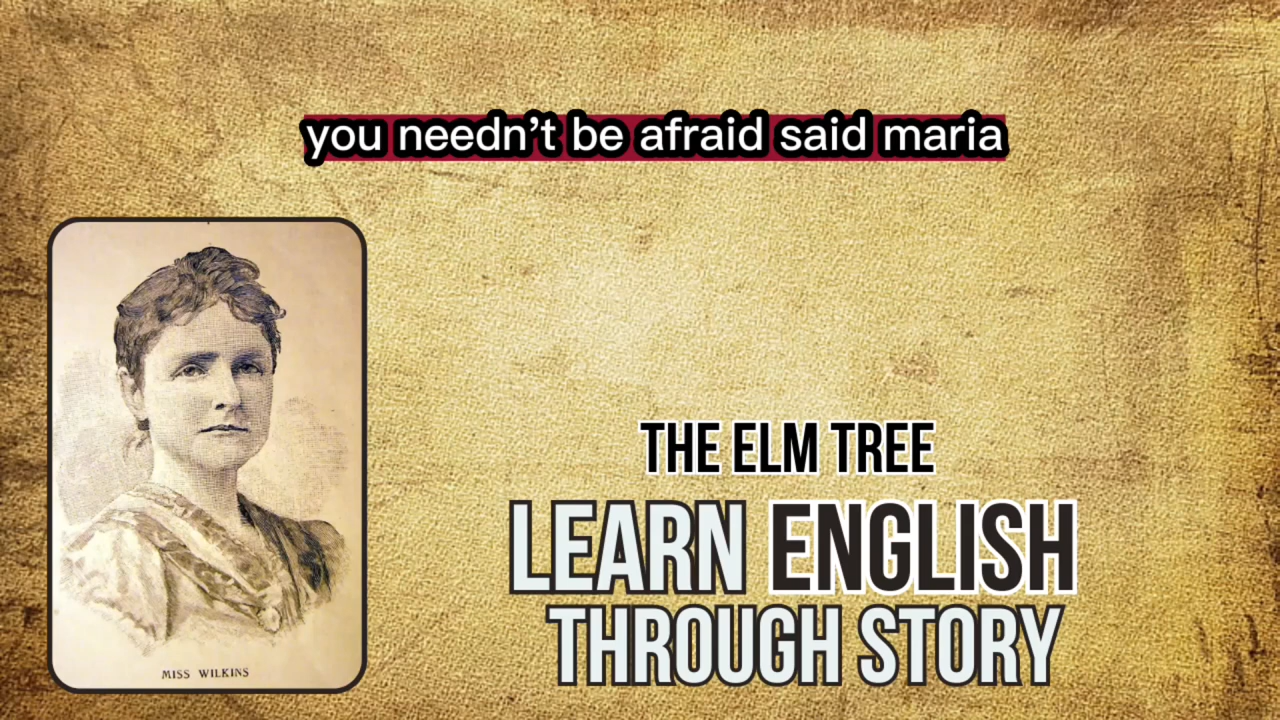 you needn't be afraid said maria
THE ELM TREE
LEARN ENGLISH
THROUGH STORY
MISS WILKINS